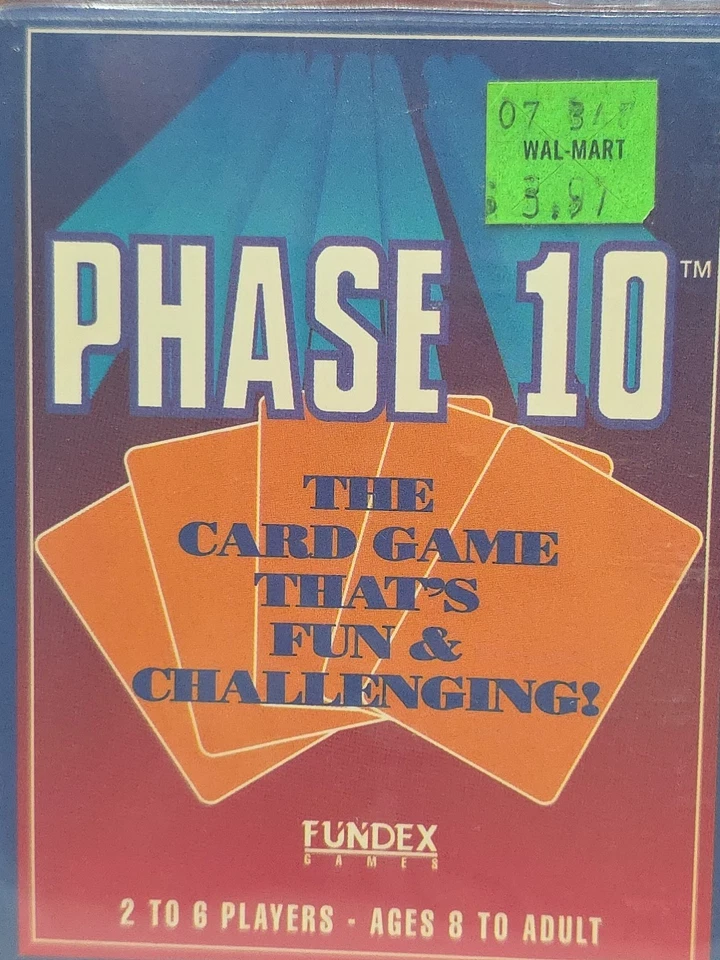 07
WAL-MART
PHASE 10™
THE
CARD GAME
THAT'S
FUN &
CHALLENGING!
FUNDEX
GAMES
2 TO 6 PLAYERS - AGES 8 TO ADULT